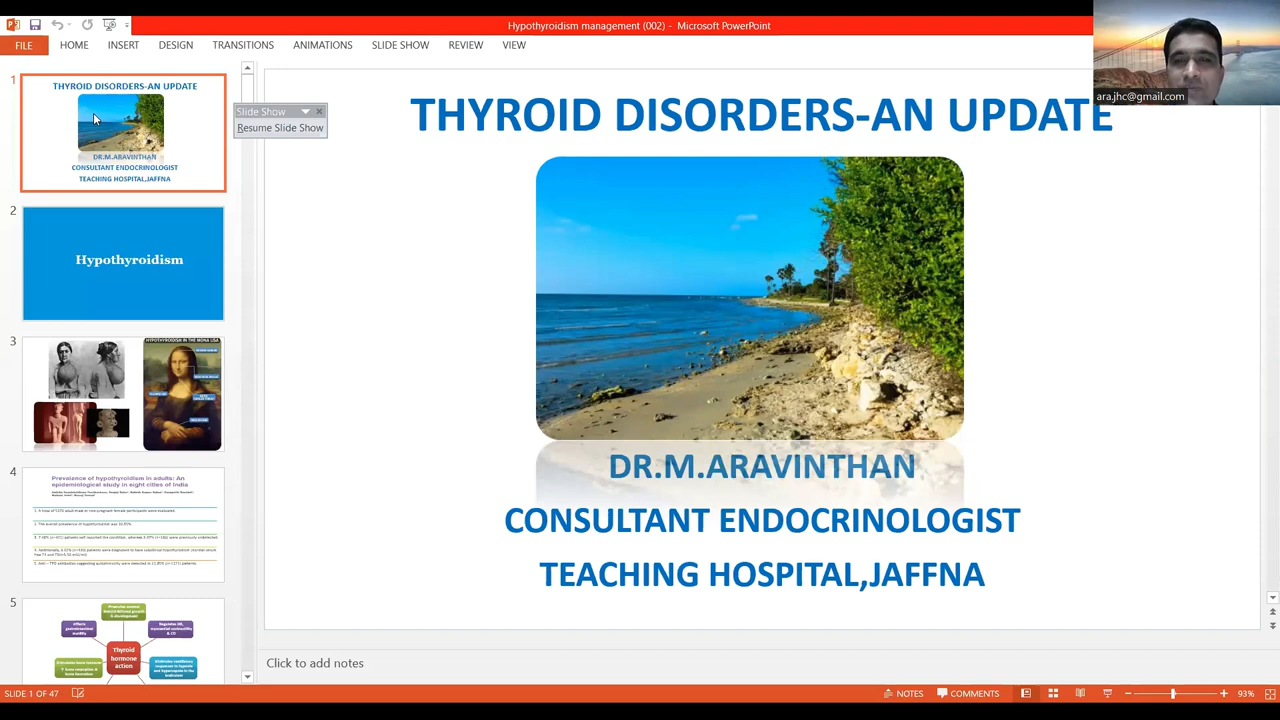 Hypothyroidism management (002) - Microsoft PowerPoint
FILE HOME INSERT DESIGN TRANSITIONS ANIMATIONS SLIDE SHOW REVIEW VIEW
ara.jhc@gmail.com
1
THYROID DISORDERS-AN UPDATE
DR.M.ARAVINTHAN
CONSULTANT ENDOCRINOLOGIST
TEACHING HOSPITAL,JAFFNA
Slide Show
Resume Slide Show
2
Hypothyroidism
3
HYPOTHYROIDISM IN THE MONA LISA
4
Prevalence of hypothyroidism in adults: An
epidemiological study in eight cities of India
5
Thyroid
hormone
action
THYROID DISORDERS-AN UPDATE
DR.M.ARAVINTHAN
CONSULTANT ENDOCRINOLOGIST
TEACHING HOSPITAL,JAFFNA
Click to add notes
SLIDE 1 OF 47
NOTES COMMENTS 93%